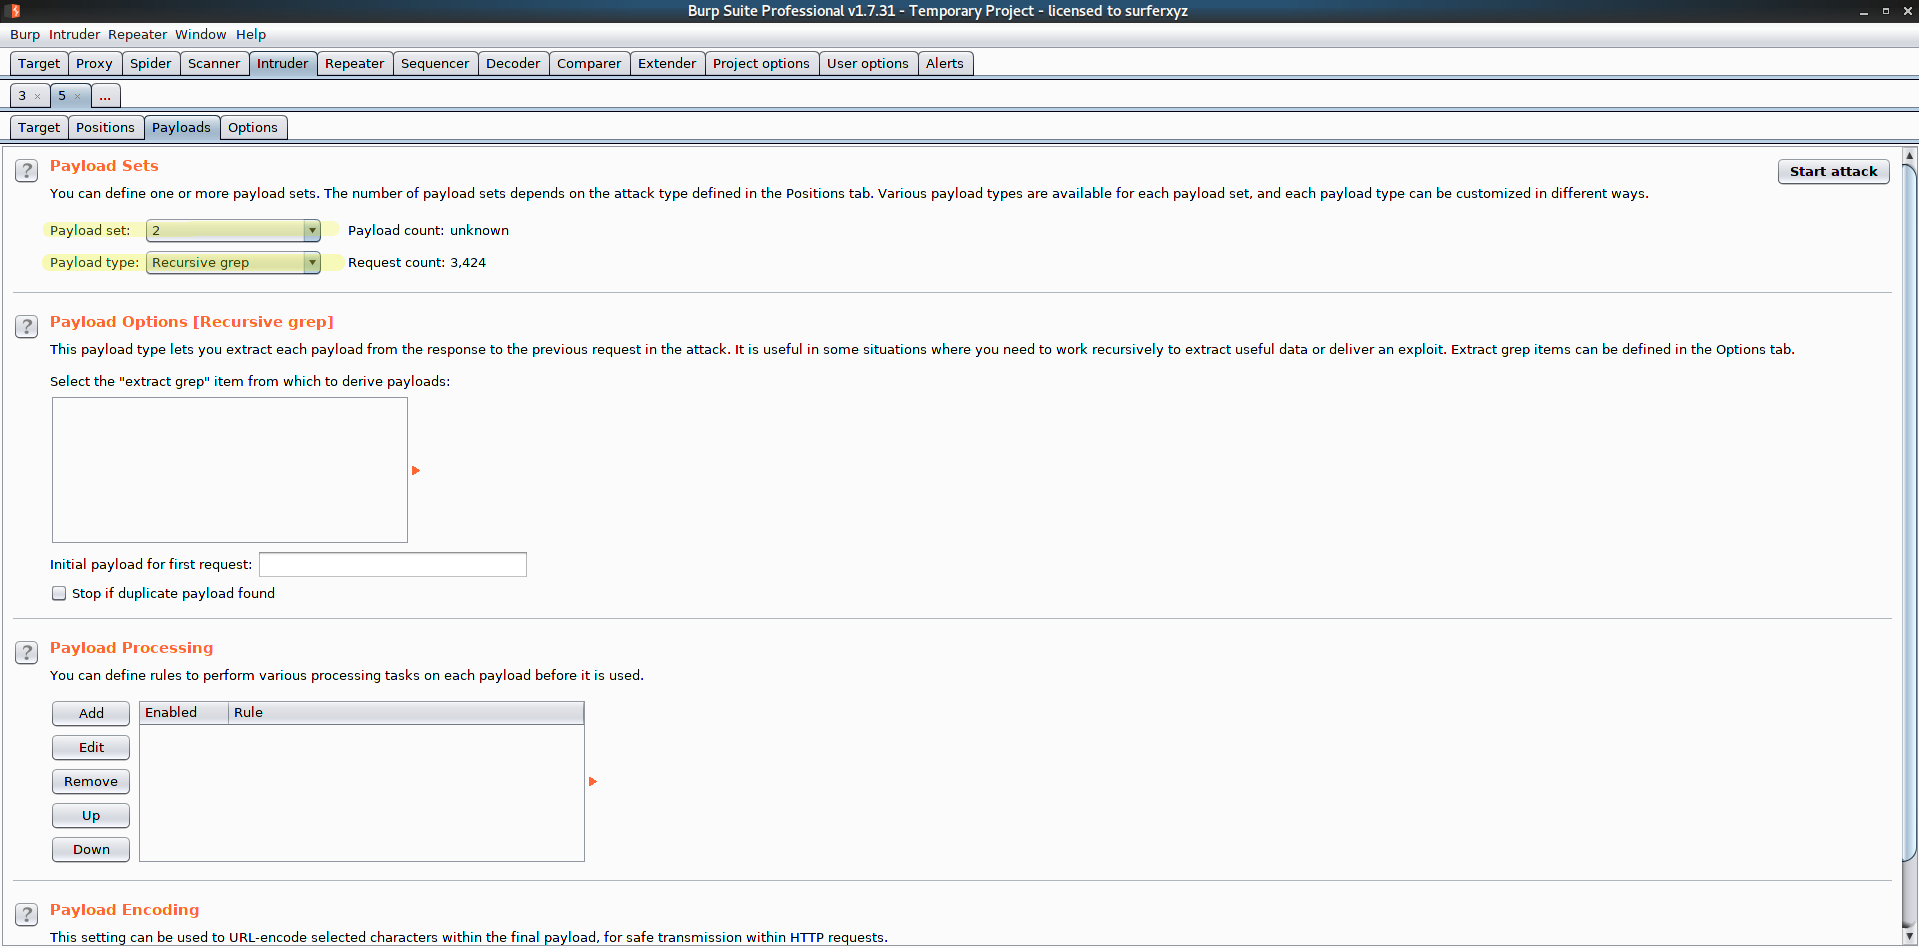 Burp Suite Professional v1.7.31 - Temporary Project - licensed to surferxyz
Burp Intruder Repeater Window Help
Target Proxy Spider Scanner Intruder Repeater Sequencer Decoder Comparer Extender Project options User options Alerts
3 × 5 × ...
Target Positions Payloads Options
? Payload Sets
Start attack
You can define one or more payload sets. The number of payload sets depends on the attack type defined in the Positions tab. Various payload types are available for each payload set, and each payload type can be customized in different ways.
Payload set: 2 Payload count: unknown
Payload type: Recursive grep Request count: 3,424
? Payload Options [Recursive grep]
This payload type lets you extract each payload from the response to the previous request in the attack. It is useful in some situations where you need to work recursively to extract useful data or deliver an exploit. Extract grep items can be defined in the Options tab.
Select the "extract grep" item from which to derive payloads:
Initial payload for first request:
Stop if duplicate payload found
? Payload Processing
You can define rules to perform various processing tasks on each payload before it is used.
Add Enabled Rule
Edit
Remove
Up
Down
? Payload Encoding
This setting can be used to URL-encode selected characters within the final payload, for safe transmission within HTTP requests.